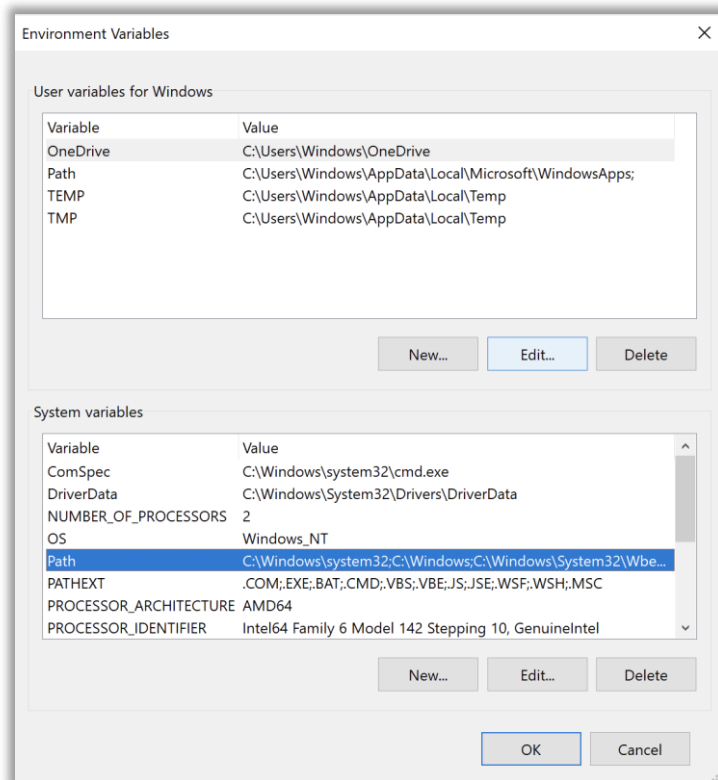 Environment Variables
User variables for Windows
Variable Value
OneDrive C:\Users\Windows\OneDrive
Path C:\Users\Windows\AppData\Local\Microsoft\WindowsApps;
TEMP C:\Users\Windows\AppData\Local\Temp
TMP C:\Users\Windows\AppData\Local\Temp
New... Edit... Delete
System variables
Variable Value
ComSpec C:\Windows\system32\cmd.exe
DriverData C:\Windows\System32\Drivers\DriverData
NUMBER_OF_PROCESSORS 2
OS Windows_NT
Path C:\Windows\system32;C:\Windows;C:\Windows\System32\Wbe...
PATHEXT .COM;.EXE;.BAT;.CMD;.VBS;.VBE;.JS;.JSE;.WSF;.WSH;.MSC
PROCESSOR_ARCHITECTURE AMD64
PROCESSOR_IDENTIFIER Intel64 Family 6 Model 142 Stepping 10, GenuineIntel
New... Edit... Delete
OK Cancel